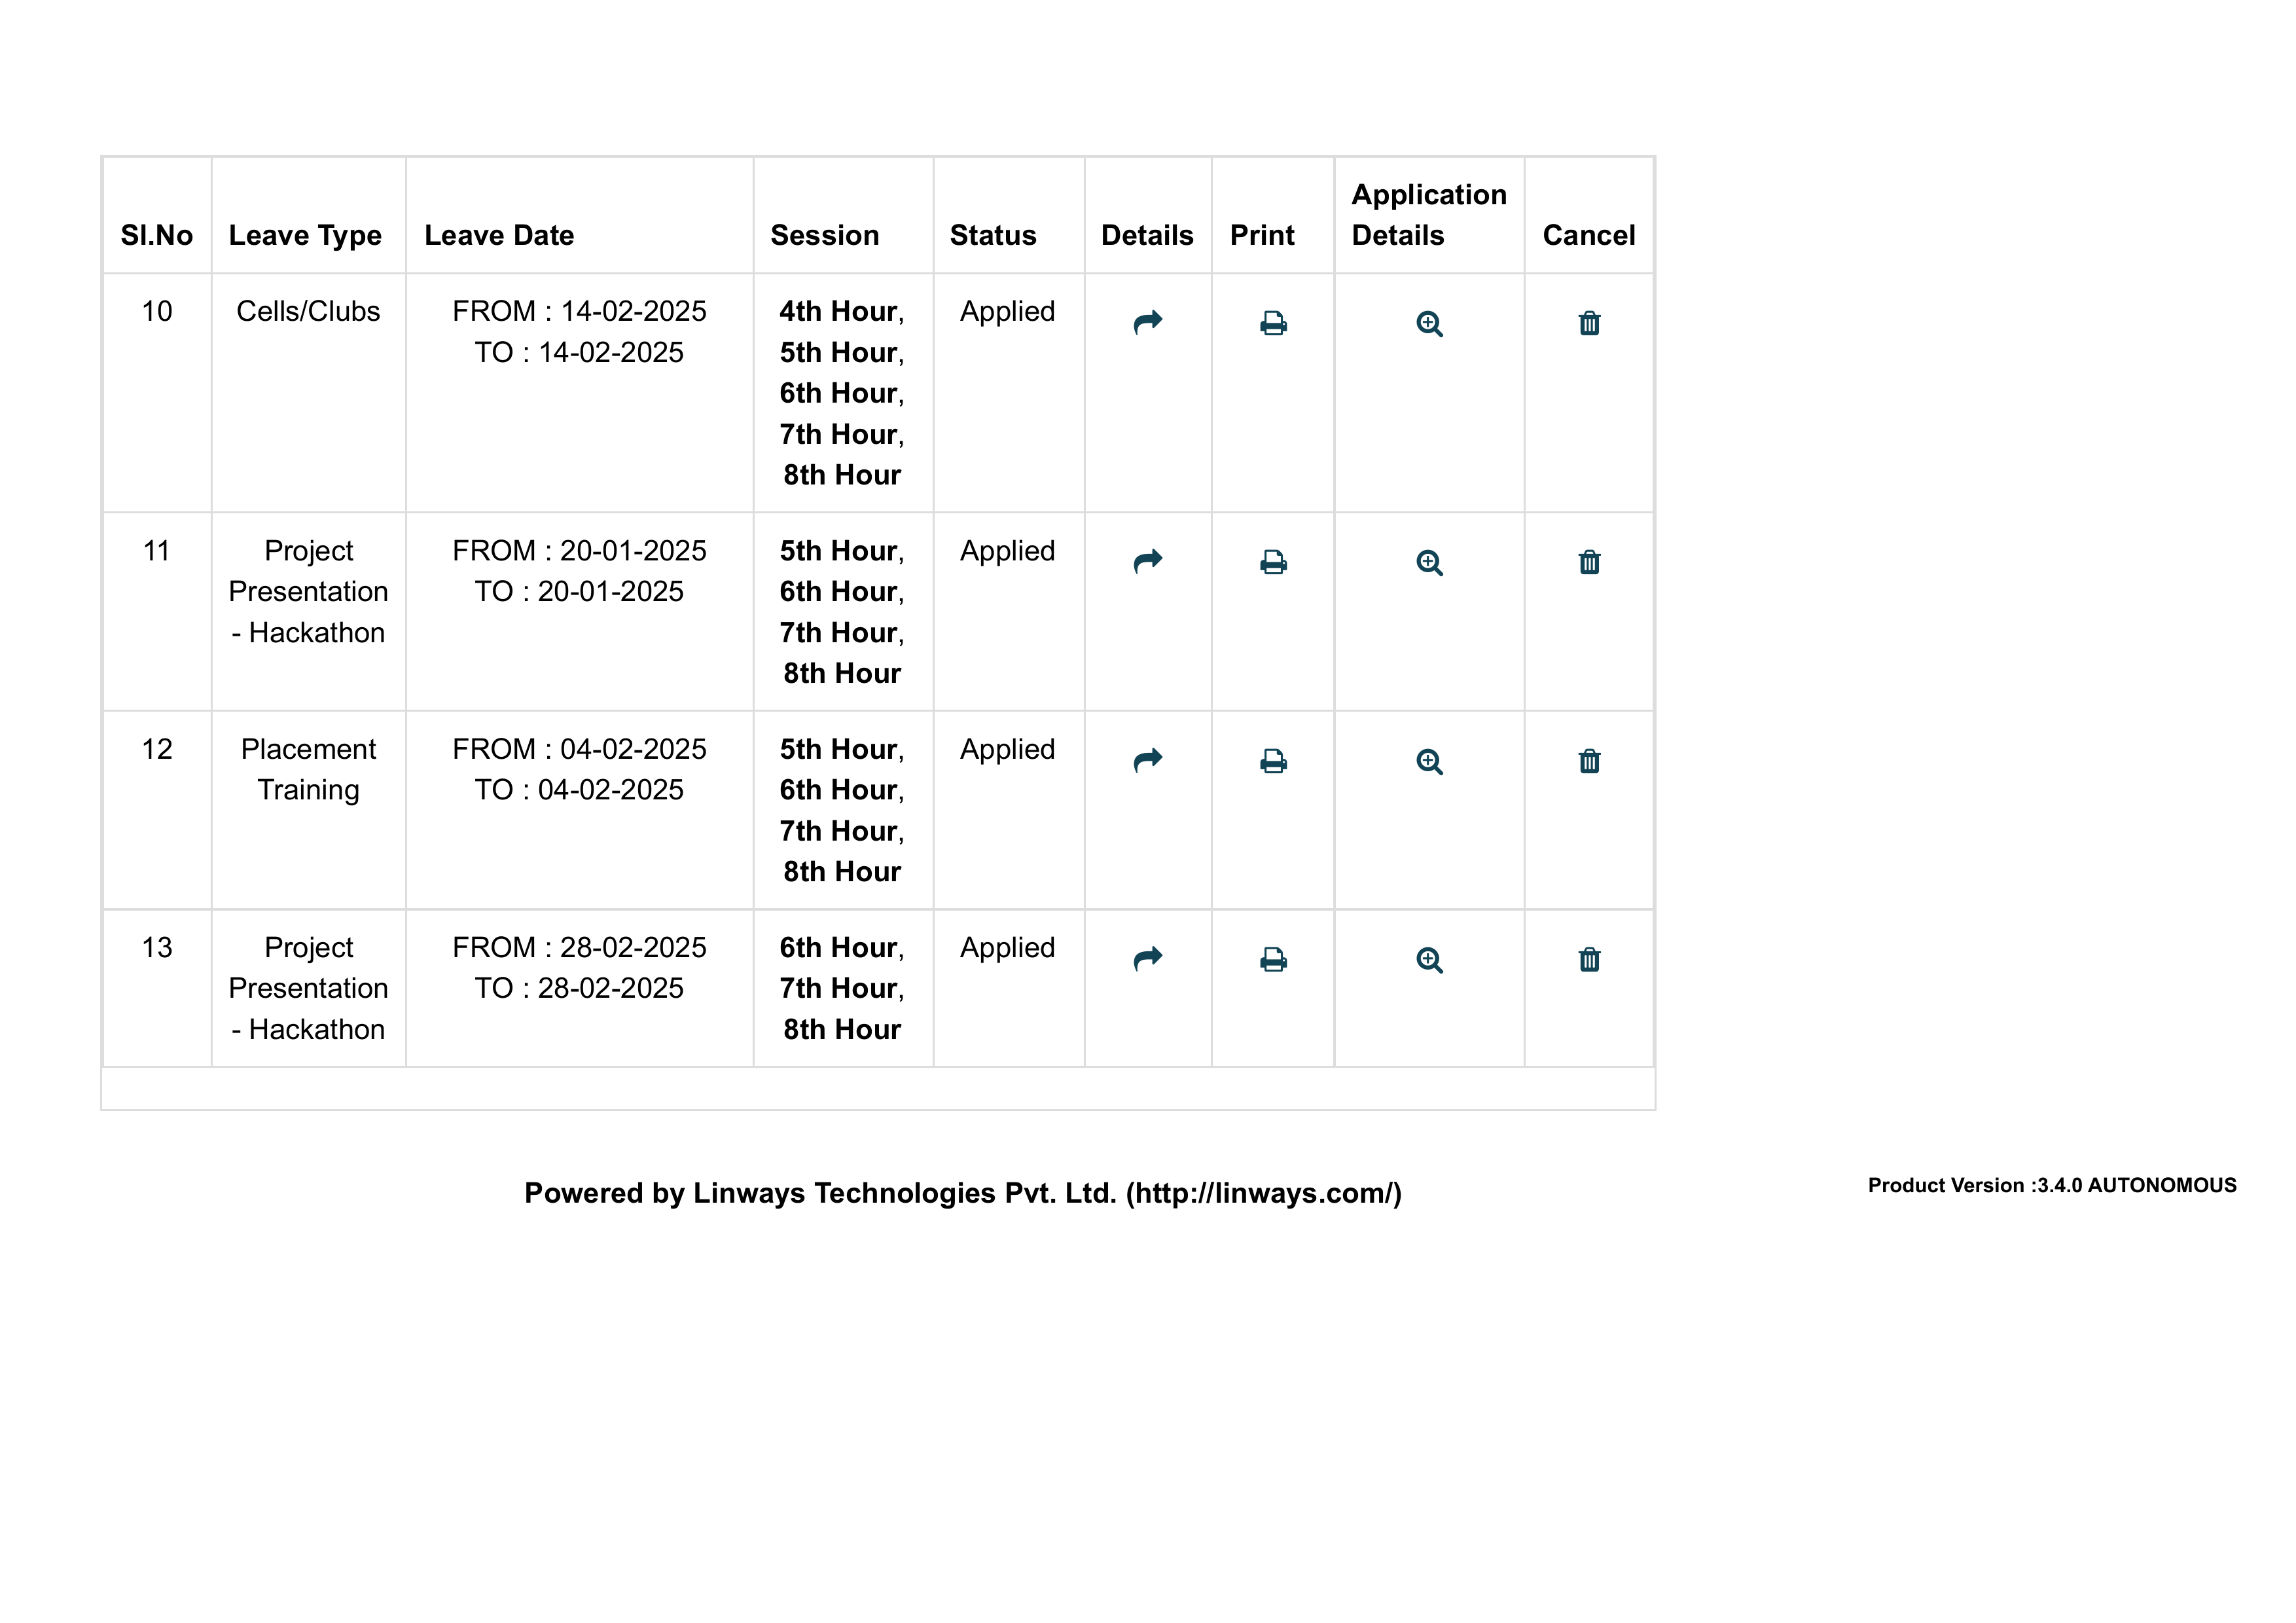 Sl.No Leave Type Leave Date Session Status Details Print Application Details Cancel
10 Cells/Clubs FROM : 14-02-2025 4th Hour, Applied
TO : 14-02-2025 5th Hour,
6th Hour,
7th Hour,
8th Hour
11 Project FROM : 20-01-2025 5th Hour, Applied
Presentation TO : 20-01-2025 6th Hour,
- Hackathon 7th Hour,
8th Hour
12 Placement FROM : 04-02-2025 5th Hour, Applied
Training TO : 04-02-2025 6th Hour,
7th Hour,
8th Hour
13 Project FROM : 28-02-2025 6th Hour, Applied
Presentation TO : 28-02-2025 7th Hour,
- Hackathon 8th Hour
Powered by Linways Technologies Pvt. Ltd. (http://linways.com/)
Product Version :3.4.0 AUTONOMOUS